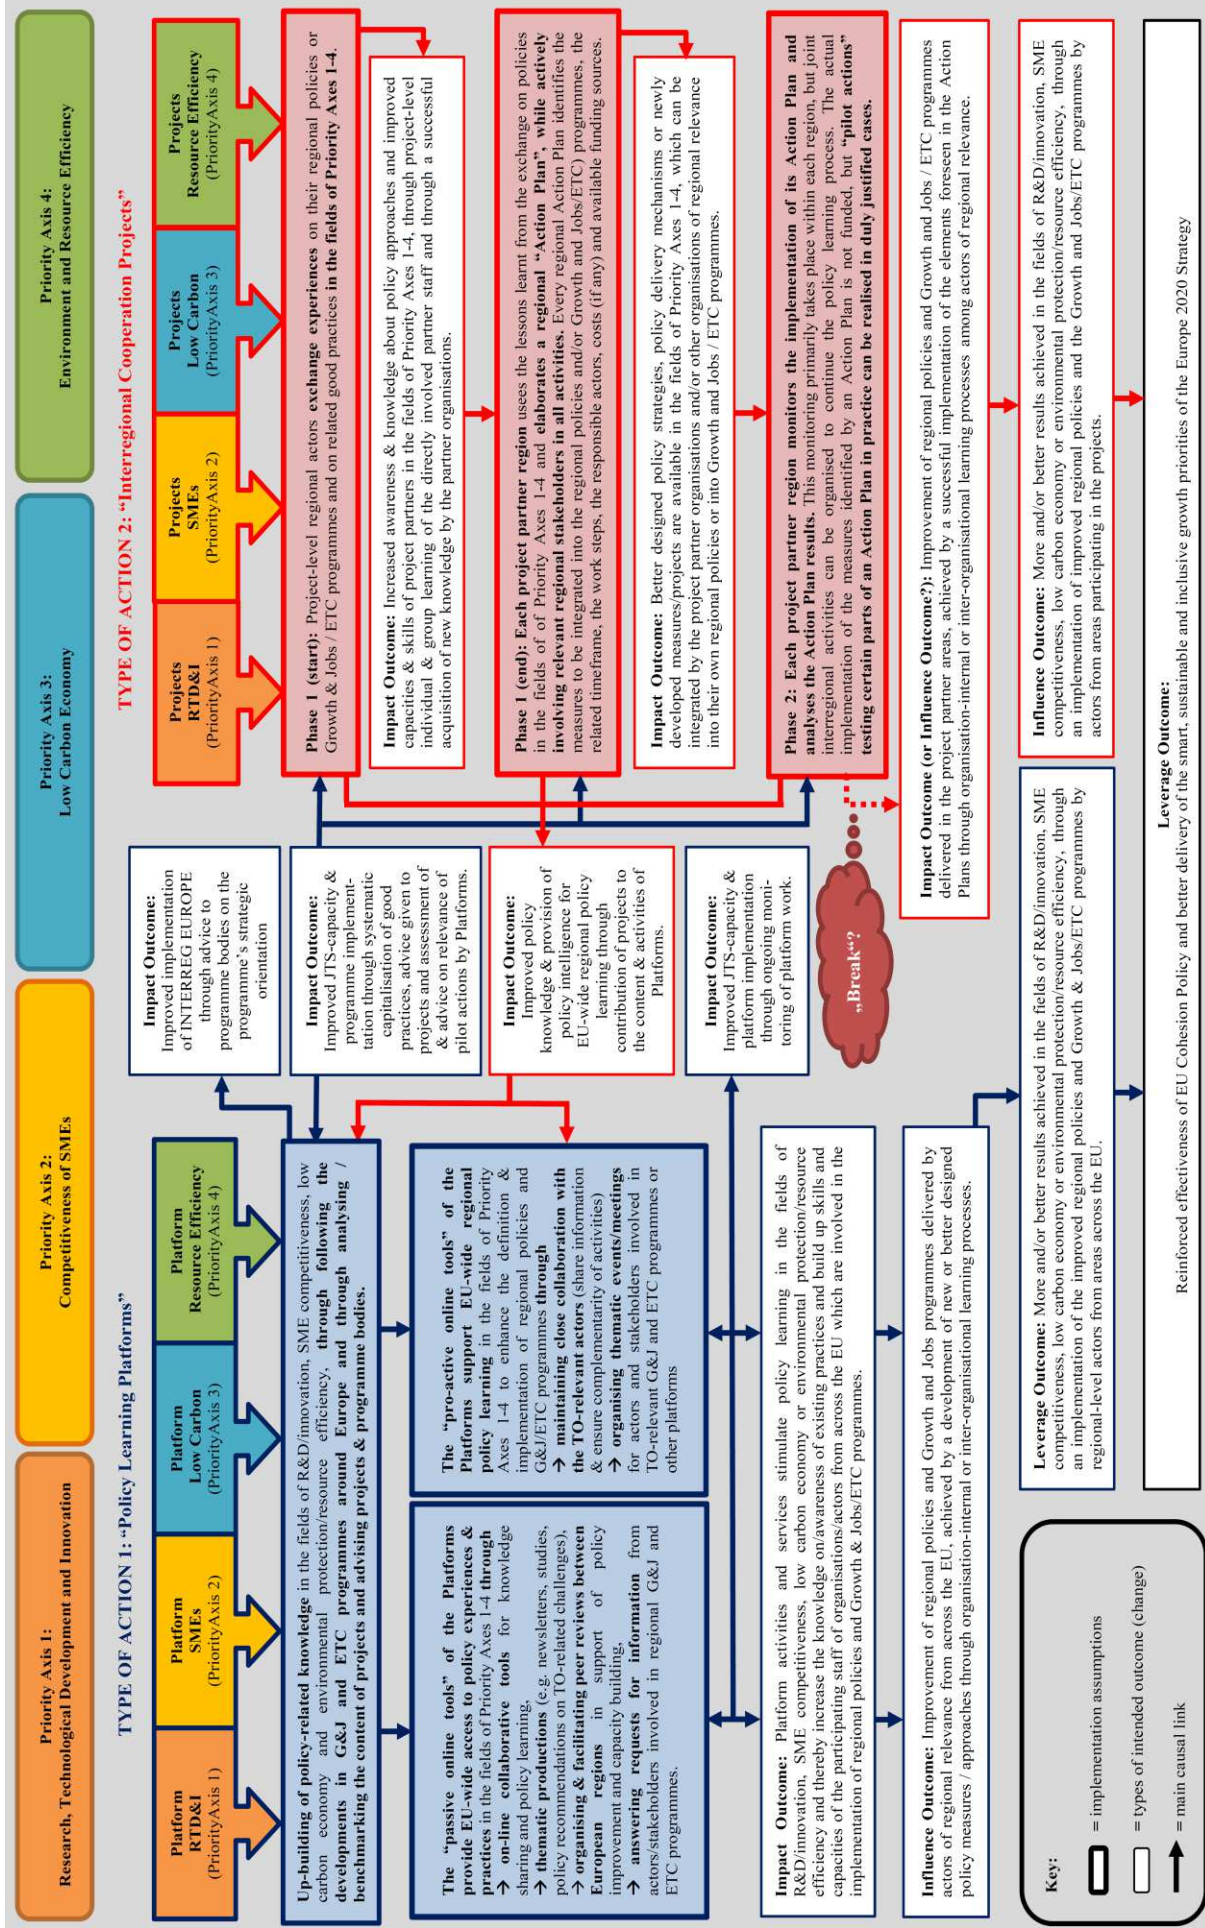 Priority Axis 1:
Research, Technological Development and Innovation
Priority Axis 2:
Competitiveness of SMEs
Priority Axis 3:
Low Carbon Economy
Priority Axis 4:
Environment and Resource Efficiency
TYPE OF ACTION 1: “Policy Learning Platforms”
Platform
RTD&I
(PriorityAxis 1)
Platform
SMEs
(PriorityAxis 2)
Platform
Low Carbon
(PriorityAxis 3)
Platform
Resource Efficiency
(PriorityAxis 4)
Up-building of policy-related knowledge in the fields of R&D/innovation, SME competitiveness, low
carbon economy and environmental protection/resource efficiency, through following the
developments in G&J and ETC programmes around Europe and through analysing /
benchmarking the content of projects and advising projects & programme bodies.
The “passive online tools” of the Platforms
provide EU-wide access to policy experiences &
practices in the fields of Priority Axes 1-4 through
→ on-line collaborative tools for knowledge
sharing and policy learning,
→ thematic productions (e.g. newsletters, studies,
policy recommendations on TO-related challenges),
→ organising & facilitating peer reviews between
European regions in support of policy
improvement and capacity building,
→ answering requests for information from
actors/stakeholders involved in regional G&J and
ETC programmes.
The “pro-active online tools” of the
Platforms support EU-wide regional
policy learning in the fields of Priority
Axes 1-4 to enhance the definition &
implementation of regional policies and
G&J/ETC programmes through
→ maintaining close collaboration with
the TO-relevant actors (share information
& ensure complementarity of activities)
→ organising thematic events/meetings
for actors and stakeholders involved in
TO-relevant G&J and ETC programmes or
other platforms
Impact Outcome: Platform activities and services stimulate policy learning in the fields of
R&D/innovation, SME competitiveness, low carbon economy or environmental protection/resource
efficiency and thereby increase the knowledge on/awareness of existing practices and build up skills and
capacities of the participating staff of organisations/actors from across the EU which are involved in the
implementation of regional policies and Growth & Jobs/ETC programmes.
Influence Outcome: Improvement of regional policies and Growth and Jobs programmes delivered by
actors of regional relevance from across the EU, achieved by a development of new or better designed
policy measures / approaches through organisation-internal or inter-organisational learning processes.
Leverage Outcome: More and/or better results achieved in the fields of R&D/innovation, SME
competitiveness, low carbon economy or environmental protection/resource efficiency, through
an implementation of the improved regional policies and Growth & Jobs/ETC programmes by
regional-level actors from areas across the EU.
Impact Outcome:
Improved implementation
of INTERREG EUROPE
through advice to
programme bodies on the
programme’s strategic
orientation
Impact Outcome:
Improved JTS-capacity &
programme implemen-
tation through systematic
capitalisation of good
practices, advice given to
projects and assessment of
& advice on relevance of
pilot actions by Platforms.
Impact Outcome:
Improved policy
knowledge & provision of
policy intelligence for
EU-wide regional policy
learning through
contribution of projects to
the content & activities of
Platforms.
Impact Outcome:
Improved JTS-capacity &
platform implementation
through ongoing moni-
toring of platform work.
„Break“?
TYPE OF ACTION 2: “Interregional Cooperation Projects”
Projects
RTD&I
(PriorityAxis 1)
Projects
SMEs
(PriorityAxis 2)
Projects
Low Carbon
(PriorityAxis 3)
Projects
Resource Efficiency
(PriorityAxis 4)
Phase 1 (start): Project-level regional actors exchange experiences on their regional policies or
Growth & Jobs / ETC programmes and on related good practices in the fields of Priority Axes 1-4.
Impact Outcome: Increased awareness & knowledge about policy approaches and improved
capacities & skills of project partners in the fields of Priority Axes 1-4, through project-level
individual & group learning of the directly involved partner staff and through a successful
acquisition of new knowledge by the partner organisations.
Phase 1 (end): Each project partner region usees the lessons learnt from the exchange on policies
in the fields of of Priority Axes 1-4 and elaborates a regional “Action Plan”, while actively
involving relevant regional stakeholders in all activities. Every regional Action Plan identifies the
measures to be integrated into the regional policies and/or Growth and Jobs/ETC) programmes, the
related timeframe, the work steps, the responsible actors, costs (if any) and available funding sources.
Impact Outcome: Better designed policy strategies, policy delivery mechanisms or newly
developed measures/projects are available in the fields of Priority Axes 1-4, which can be
integrated by the project partner organisations and/or other organisations of regional relevance
into their own regional policies or into Growth and Jobs / ETC programmes.
Phase 2: Each project partner region monitors the implementation of its Action Plan and
analyses the Action Plan results. This monitoring primarily takes place within each region, but joint
interregional activities can be organised to continue the policy learning process. The actual
implementation of the measures identified by an Action Plan is not funded, but “pilot actions”
testing certain parts of an Action Plan in practice can be realised in duly justified cases.
Impact Outcome (or Influence Outcome?): Improvement of regional policies and Growth and Jobs / ETC programmes
delivered in the project partner areas, achieved by a successful implementation of the elements foreseen in the Action
Plans through organisation-internal or inter-organisational learning processes among actors of regional relevance.
Influence Outcome: More and/or better results achieved in the fields of R&D/innovation, SME
competitiveness, low carbon economy or environmental protection/resource efficiency, through
an implementation of improved regional policies and the Growth & Jobs/ETC programmes by
actors from areas participating in the projects.
Leverage Outcome:
Reinforced effectiveness of EU Cohesion Policy and better delivery of the smart, sustainable and inclusive growth priorities of the Europe 2020 Strategy
Key:
= implementation assumptions
= types of intended outcome (change)
= main causal link